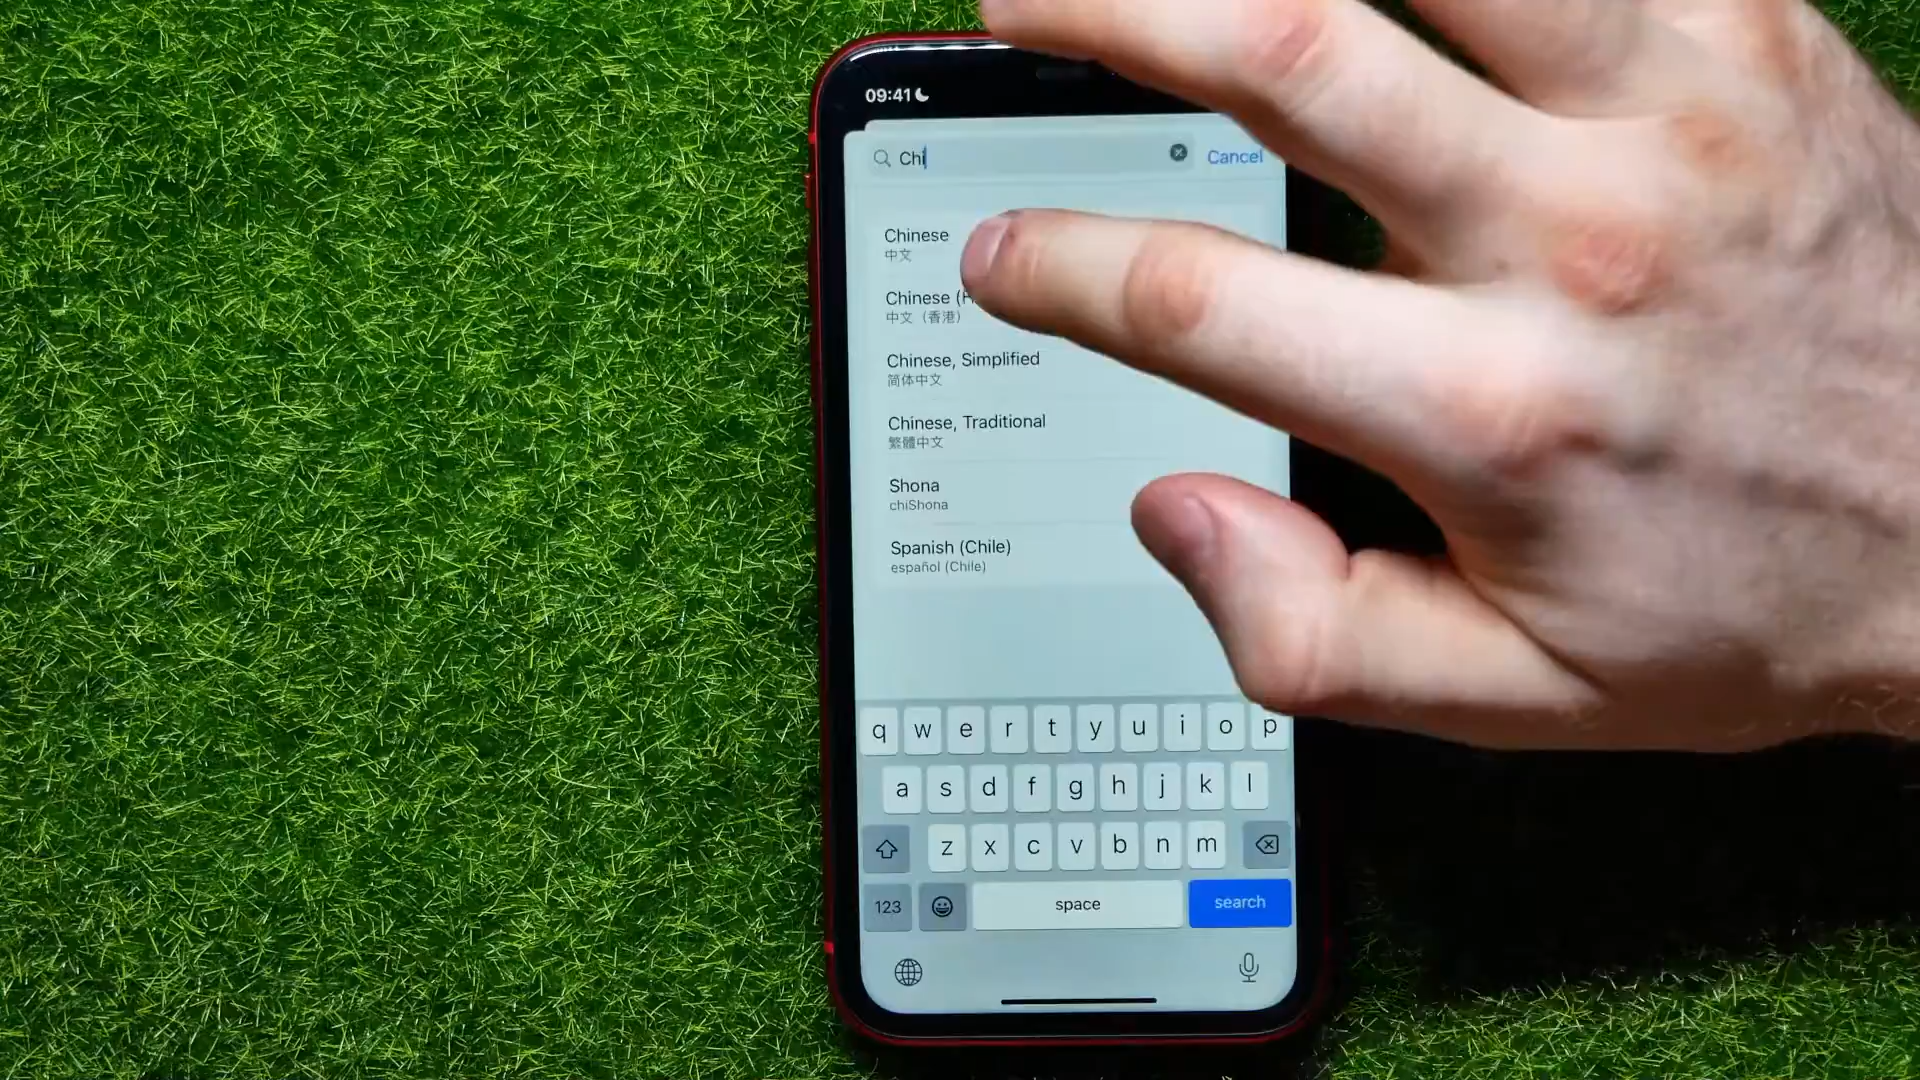 09:41
Chi
Cancel
Chinese
中文
Chinese (
中文（香港）
Chinese, Simplified
简体中文
Chinese, Traditional
繁體中文
Shona
chiShona
Spanish (Chile)
español (Chile)
q w e r t y u i o p
a s d f g h j k l
z x c v b n m
123
space
search